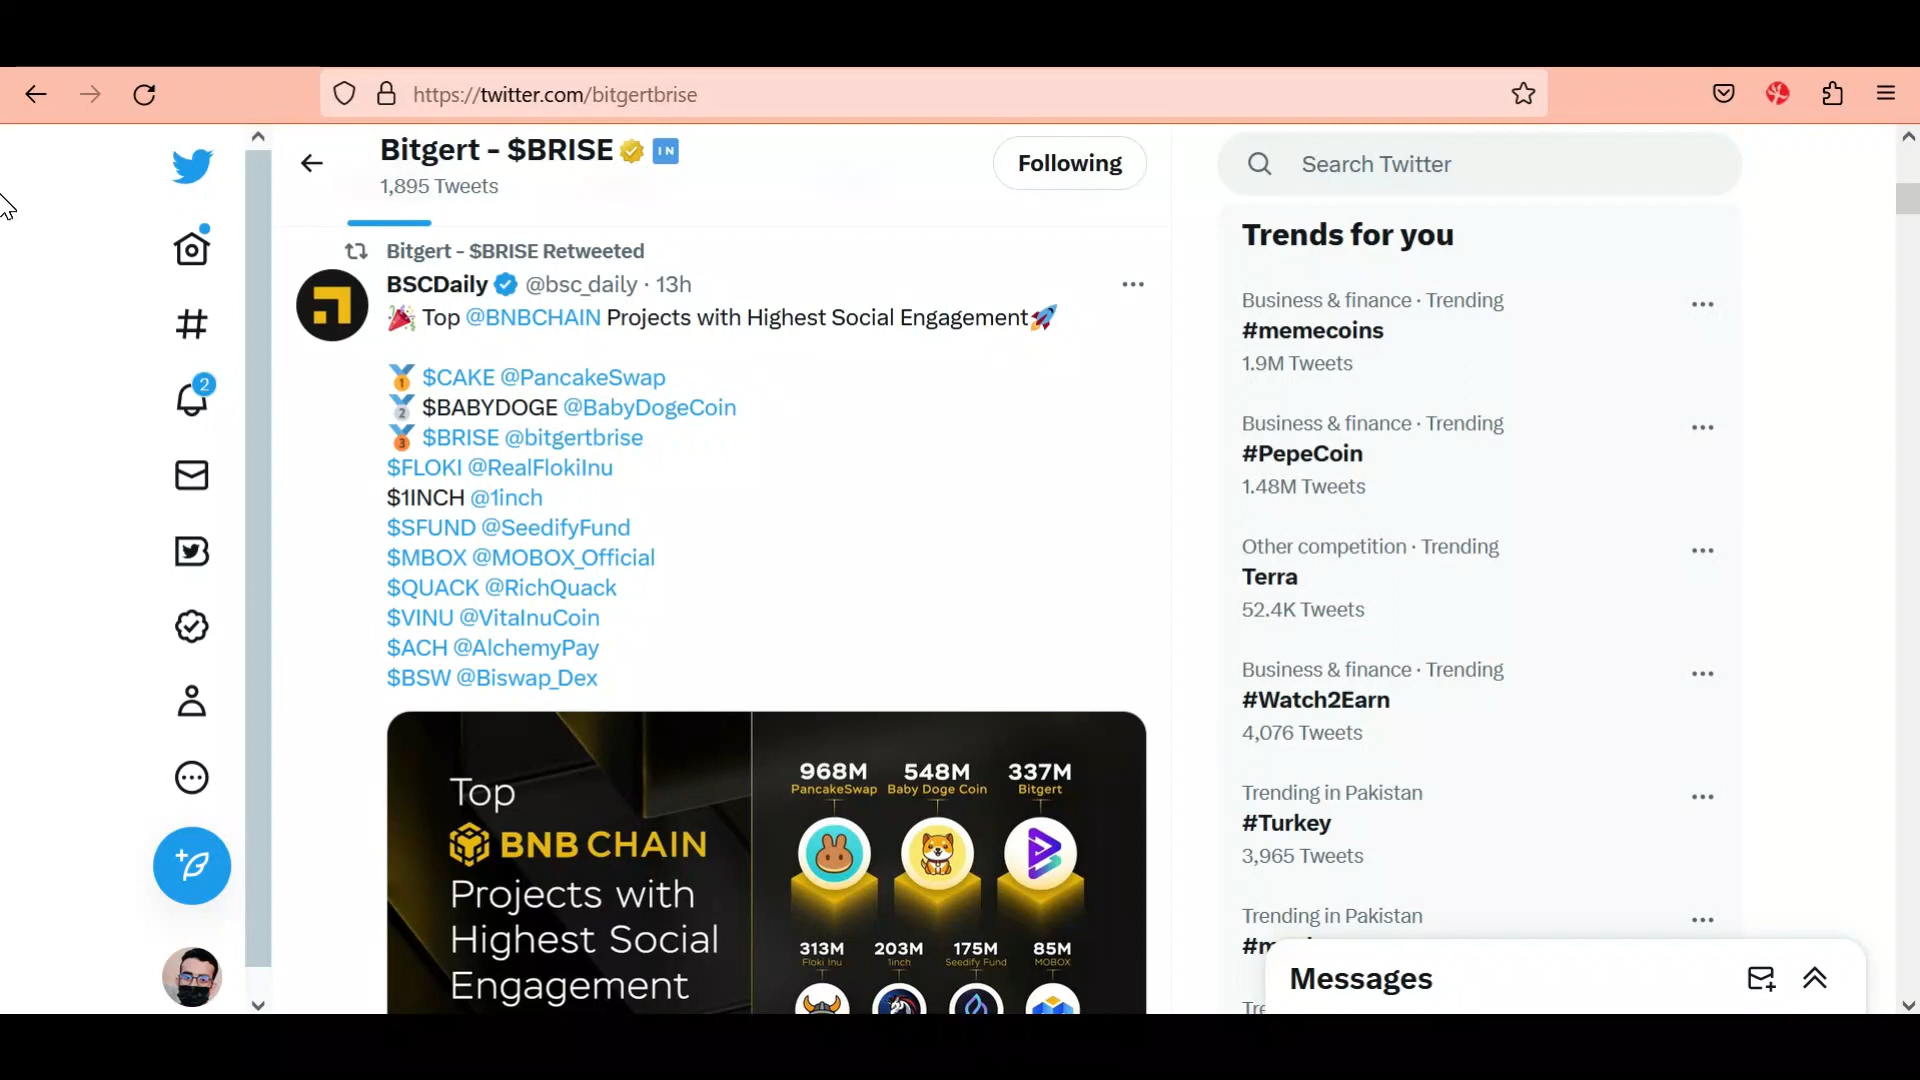 https://twitter.com/bitgertbrise
Bitgert - $BRISE IN
1,895 Tweets
Following
2
Bitgert - $BRISE Retweeted
BSCDaily @bsc_daily · 13h
🎉 Top @BNBCHAIN Projects with Highest Social Engagement🚀
🥇 $CAKE @PancakeSwap
🥈 $BABYDOGE @BabyDogeCoin
🥉 $BRISE @bitgertbrise
$FLOKI @RealFlokiInu
$1INCH @1inch
$SFUND @SeedifyFund
$MBOX @MOBOX_Official
$QUACK @RichQuack
$VINU @VitaInuCoin
$ACH @AlchemyPay
$BSW @Biswap_Dex
Top
BNB CHAIN
Projects with
Highest Social
Engagement
968M 548M 337M
PancakeSwap Baby Doge Coin Bitgert
313M 203M 175M 85M
Floki Inu 1inch Seedify Fund MOBOX
Search Twitter
Trends for you
Business & finance · Trending
#memecoins
1.9M Tweets
Business & finance · Trending
#PepeCoin
1.48M Tweets
Other competition · Trending
Terra
52.4K Tweets
Business & finance · Trending
#Watch2Earn
4,076 Tweets
Trending in Pakistan
#Turkey
3,965 Tweets
Trending in Pakistan
Messages